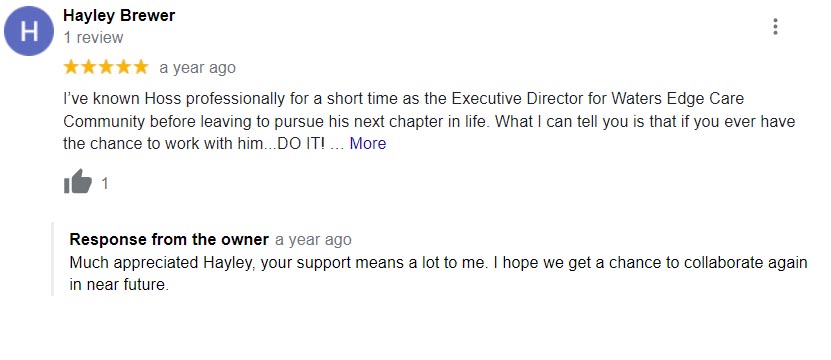 H
Hayley Brewer
1 review
a year ago
I've known Hoss professionally for a short time as the Executive Director for Waters Edge Care
Community before leaving to pursue his next chapter in life. What I can tell you is that if you ever have
the chance to work with him...DO IT! ... More
1
Response from the owner a year ago
Much appreciated Hayley, your support means a lot to me. I hope we get a chance to collaborate again
in near future.